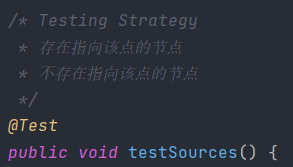 /* Testing Strategy
 * 存在指向该点的节点
 * 不存在指向该点的节点
 */
@Test
public void testSources() {